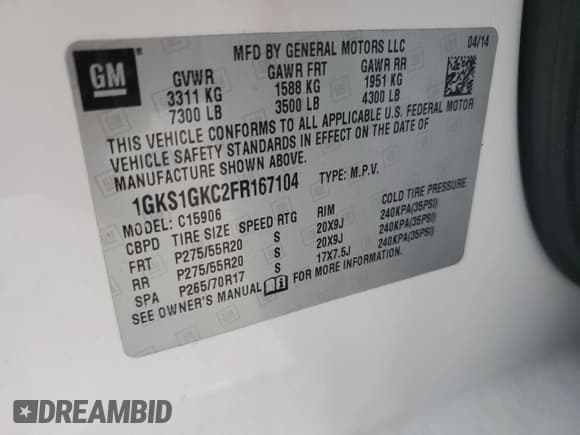 GM
MFD BY GENERAL MOTORS LLC 04/14
GVWR GAWR FRT GAWR RR
3311 KG 1588 KG 1951 KG
7300 LB 3500 LB 4300 LB
THIS VEHICLE CONFORMS TO ALL APPLICABLE U.S. FEDERAL MOTOR
VEHICLE SAFETY STANDARDS IN EFFECT ON THE DATE OF
MANUFACTURE SHOWN ABOVE.
1GKS1GKC2FR167104 TYPE: M.P.V.
MODEL: C15906
CBPD TIRE SIZE SPEED RTG RIM COLD TIRE PRESSURE
FRT P275/55R20 S 20X9J 240KPA(35PSI)
RR P275/55R20 S 20X9J 240KPA(35PSI)
SPA P265/70R17 S 17X7.5J 240KPA(35PSI)
SEE OWNER'S MANUAL FOR MORE INFORMATION.
DREAMBID